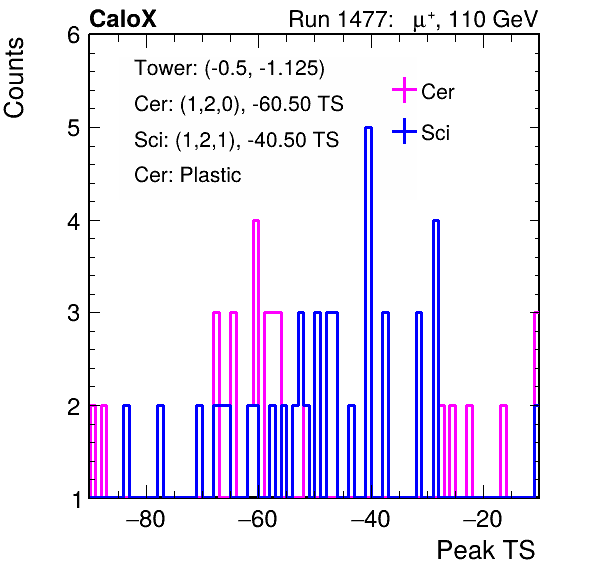 CaloX Run 1477: μ⁺, 110 GeV
Counts
6
5
4
3
2
1
Tower: (-0.5, -1.125)
Cer: (1,2,0), -60.50 TS
Sci: (1,2,1), -40.50 TS
Cer: Plastic
Cer
Sci
−80 −60 −40 −20
Peak TS